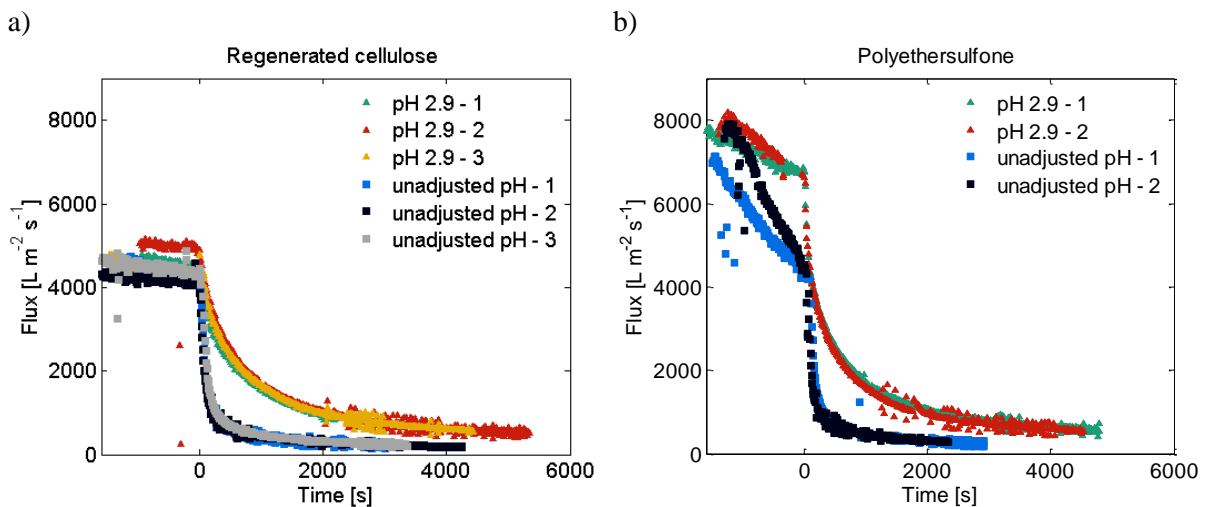 a)
Regenerated cellulose
8000
6000
4000
2000
0
Flux [L m⁻² s⁻¹]
pH 2.9 - 1
pH 2.9 - 2
pH 2.9 - 3
unadjusted pH - 1
unadjusted pH - 2
unadjusted pH - 3
0
2000
4000
6000
Time [s]
b)
Polyethersulfone
8000
6000
4000
2000
0
Flux [L m⁻² s⁻¹]
pH 2.9 - 1
pH 2.9 - 2
unadjusted pH - 1
unadjusted pH - 2
0
2000
4000
6000
Time [s]